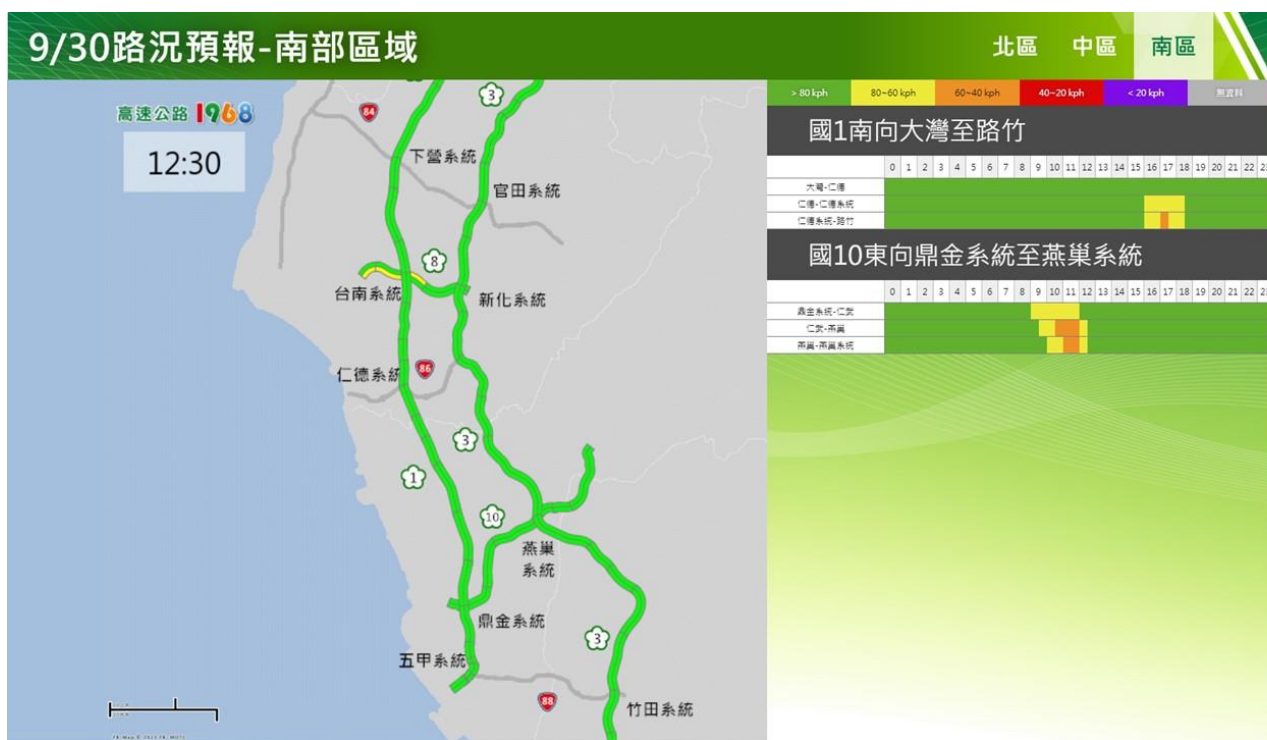 9/30路況預報-南部區域
北區 中區 南區
高速公路1968
12:30
84
3
下營系統
官田系統
8
台南系統
新化系統
仁德系統
86
3
1
10
燕巢
系統
鼎金系統
3
五甲系統
88
竹田系統
> 80 kph 80~60 kph 60~40 kph 40~20 kph < 20 kph 無資料
國1南向大灣至路竹
0 1 2 3 4 5 6 7 8 9 10 11 12 13 14 15 16 17 18 19 20 21 22
大灣-仁德
仁德-仁德系統
仁德系統-路竹
國10東向鼎金系統至燕巢系統
0 1 2 3 4 5 6 7 8 9 10 11 12 13 14 15 16 17 18 19 20 21 22
鼎金系統-仁武
仁武-燕巢
燕巢-燕巢系統